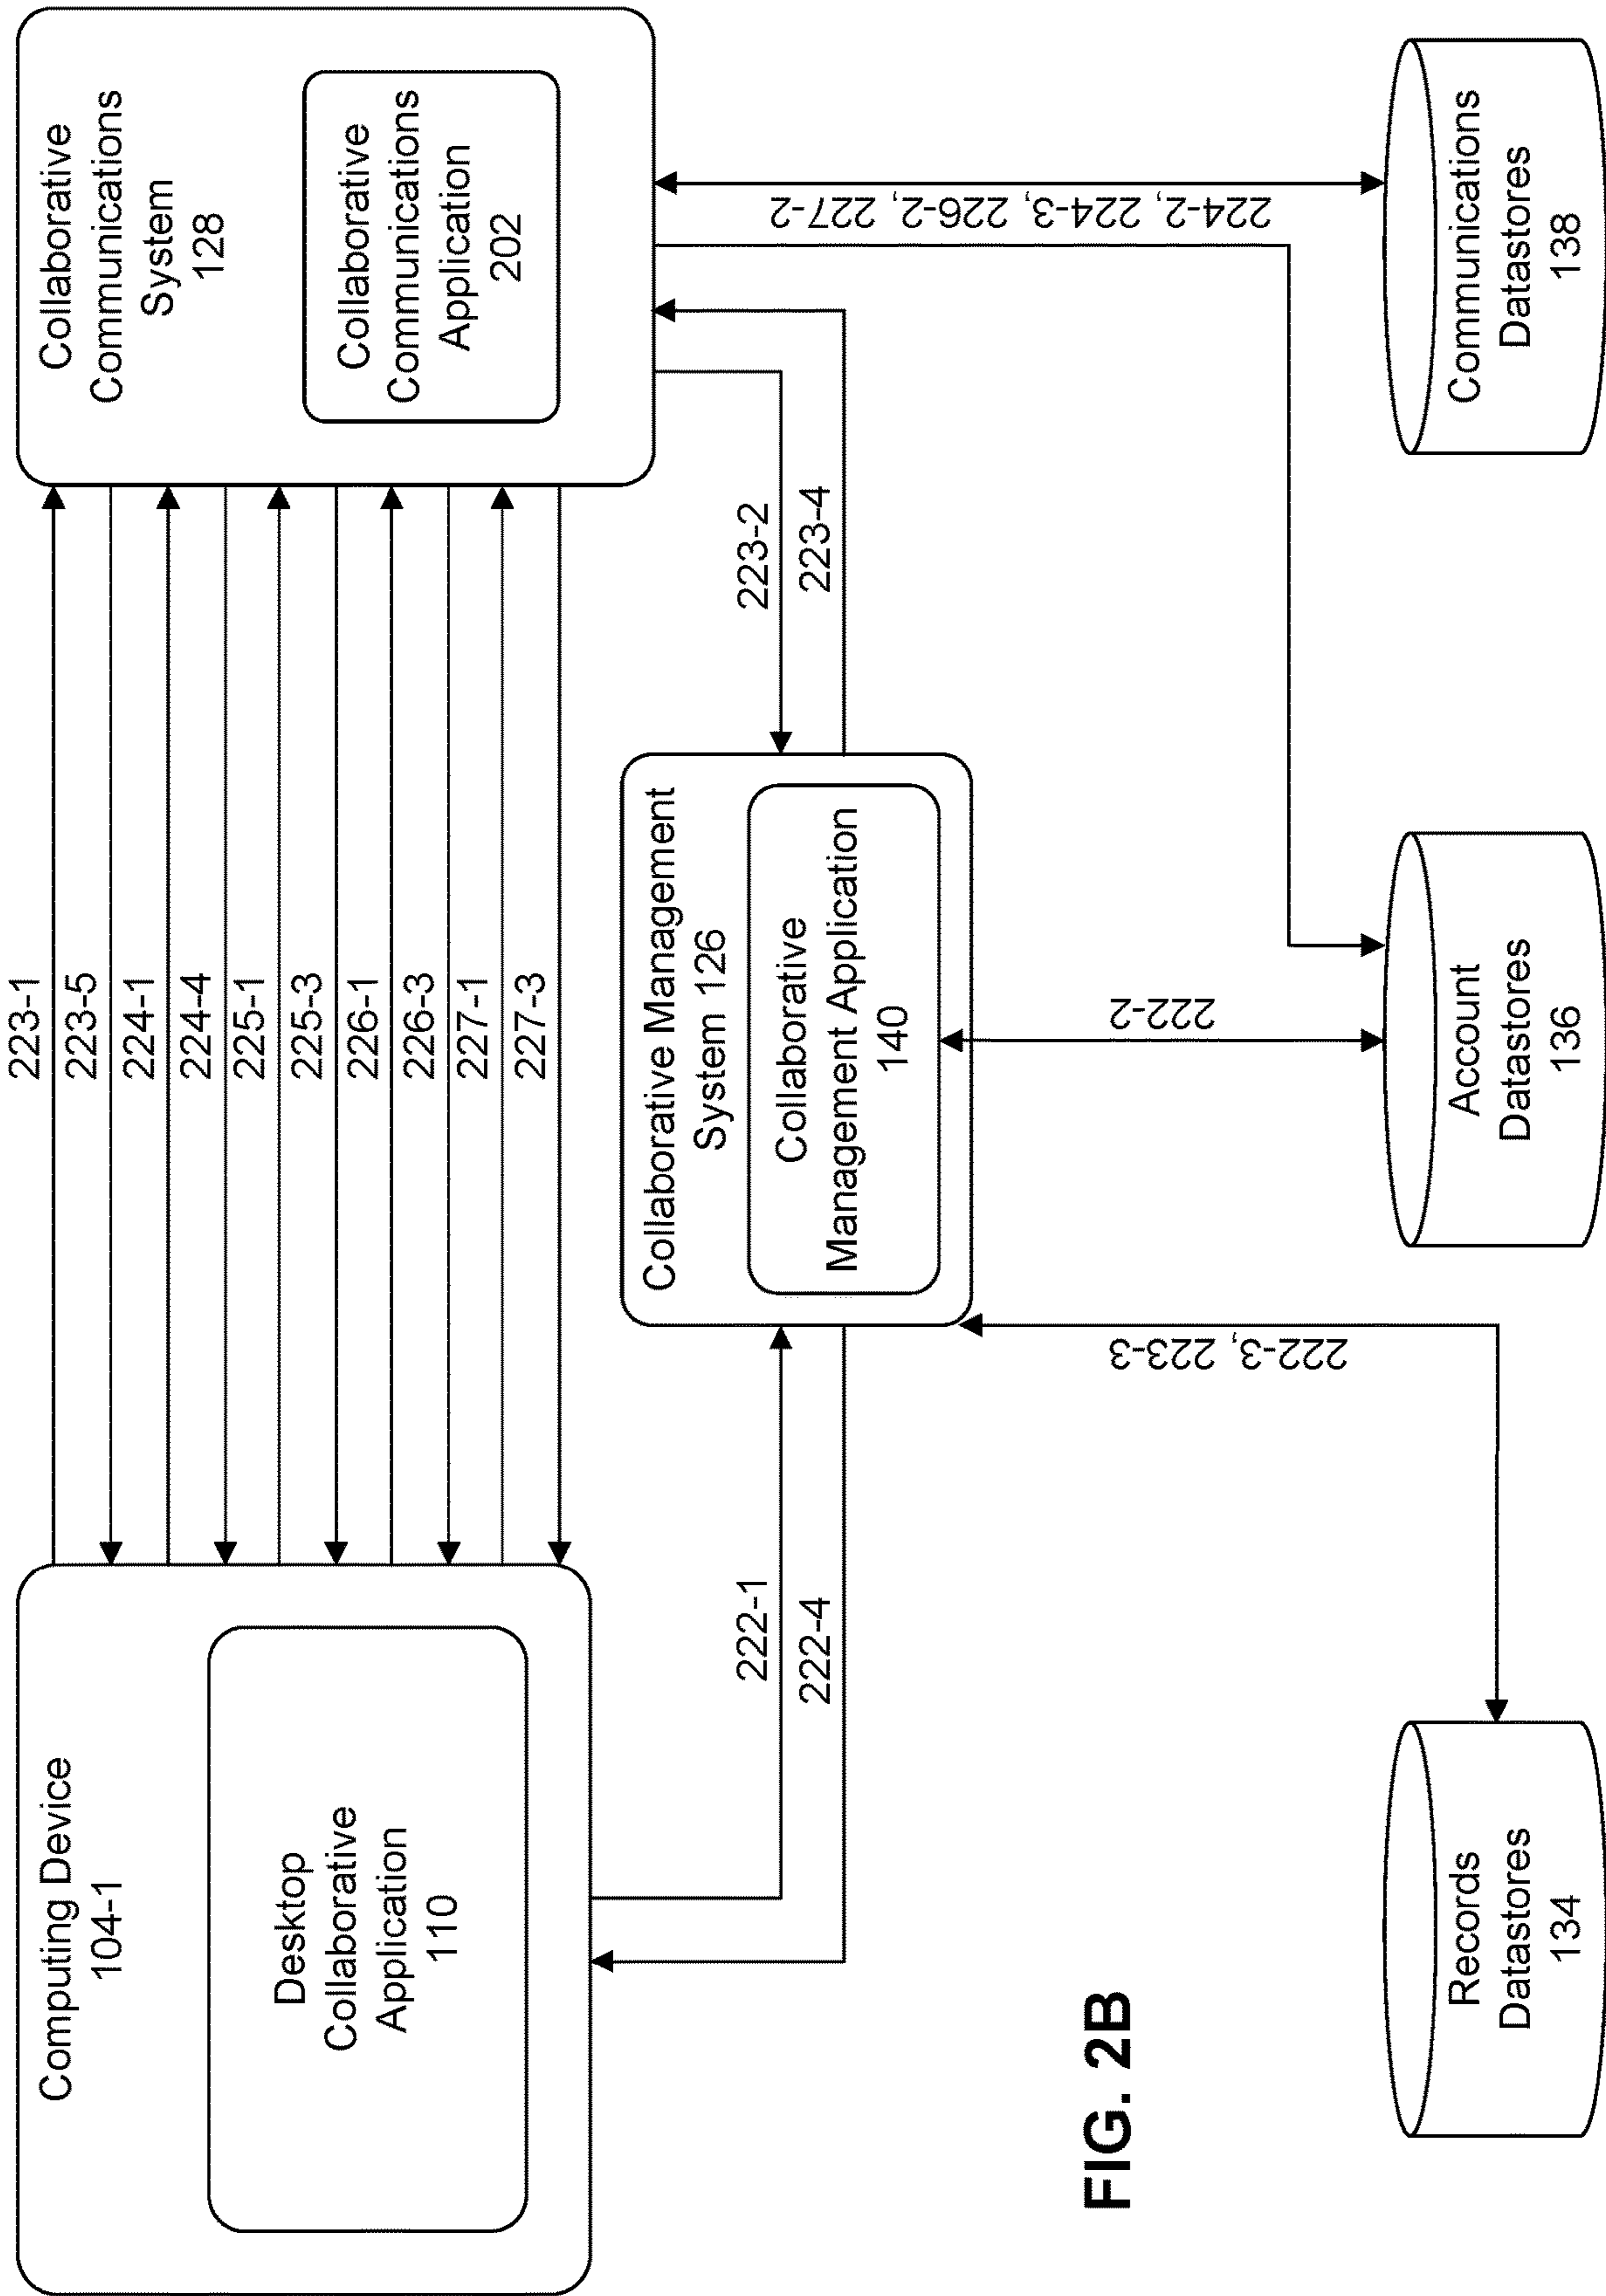 Computing Device
104-1
Desktop
Collaborative
Application
110
223-1
223-5
224-1
224-4
225-1
225-3
226-1
226-3
227-1
227-3
Collaborative
Communications
System
128
Collaborative
Communications
Application
202
222-1
222-4
Collaborative Management
System 126
Collaborative
Management Application
140
223-2
223-4
222-3, 223-3
222-2
224-2, 224-3, 226-2, 227-2
Records
Datastores
134
Account
Datastores
136
Communications
Datastores
138
FIG. 2B